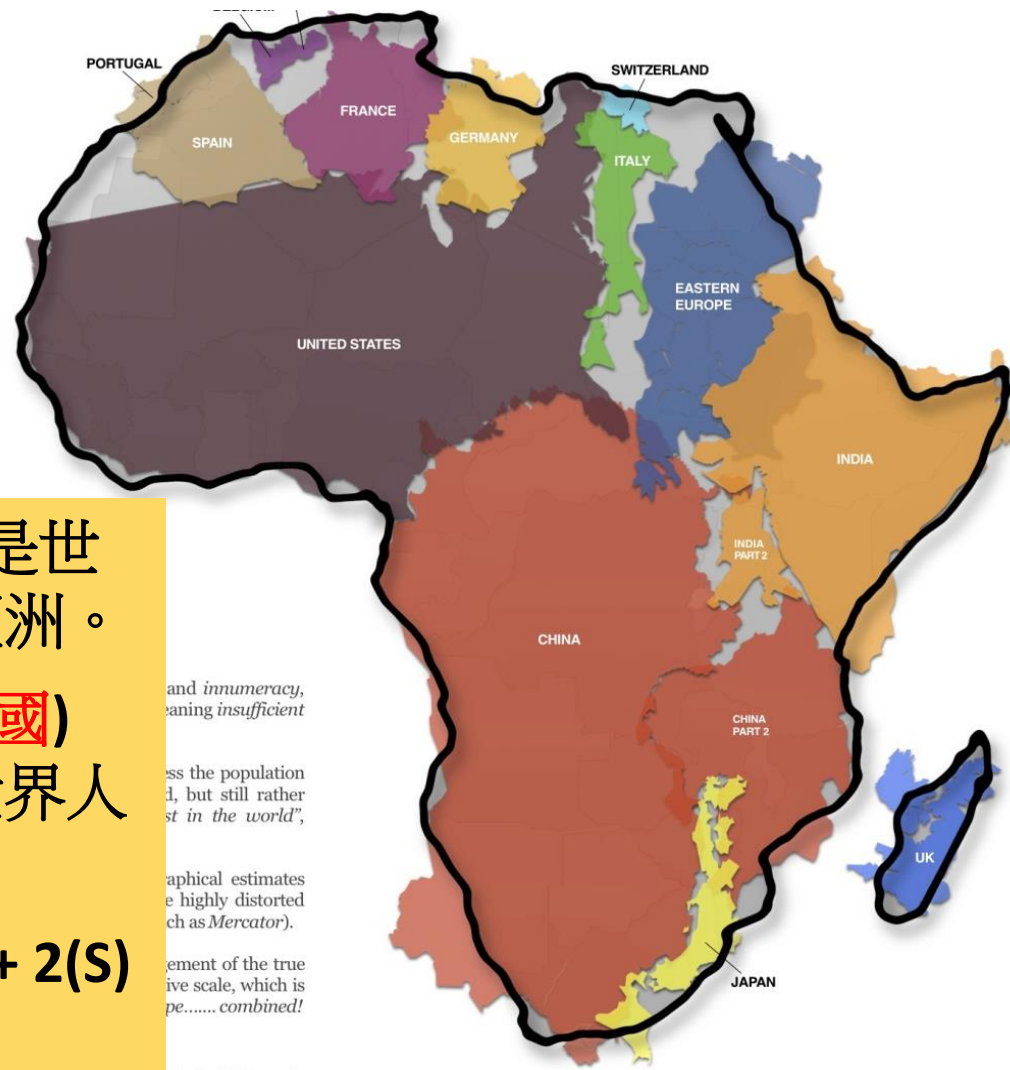 PORTUGAL
SWITZERLAND
FRANCE
SPAIN
GERMANY
ITALY
EASTERN
EUROPE
UNITED STATES
INDIA
INDIA
PART 2
CHINA
CHINA
PART 2
UK
JAPAN
是世
洲。
國)
界人
+ 2(S)
and innumeracy,
eaning insufficient
ess the population
d, but still rather
st in the world”,
raphical estimates
e highly distorted
ch as Mercator).
gement of the true
ive scale, which is
pe....... combined!